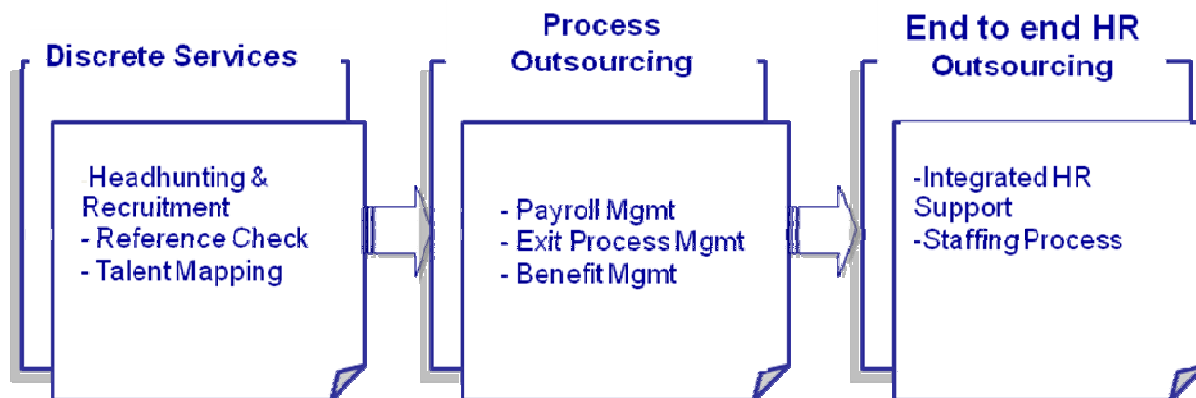 Discrete Services
-Headhunting &
Recruitment
- Reference Check
- Talent Mapping
Process
Outsourcing
- Payroll Mgmt
- Exit Process Mgmt
- Benefit Mgmt
End to end HR
Outsourcing
-Integrated HR
Support
-Staffing Process